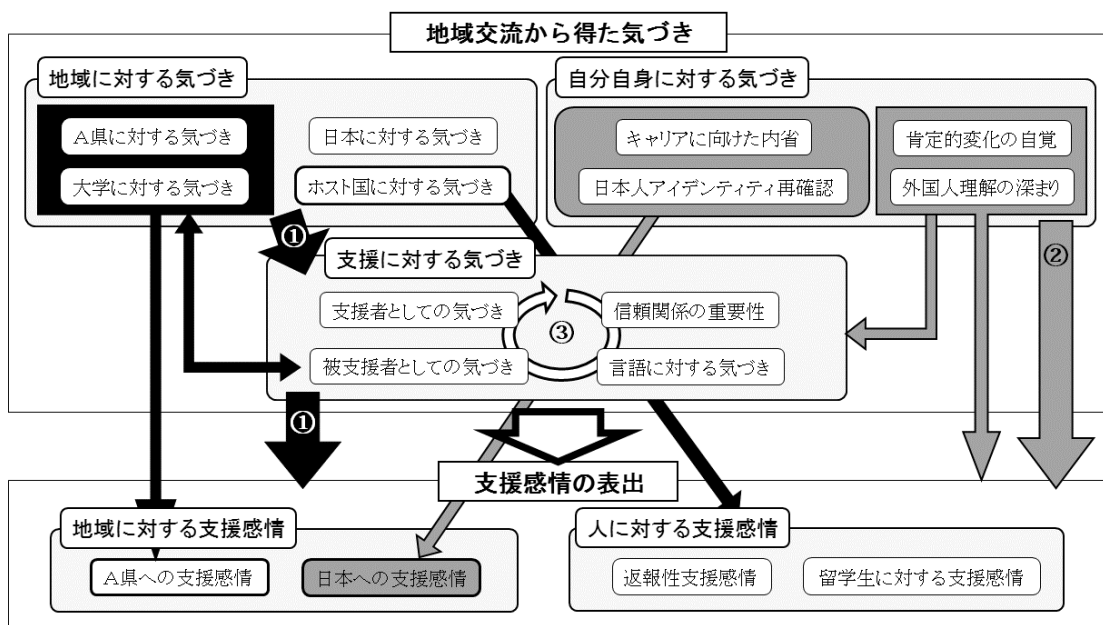 地域交流から得た気づき
地域に対する気づき
自分自身に対する気づき
A県に対する気づき
日本に対する気づき
キャリアに向けた内省
肯定的変化の自覚
大学に対する気づき
ホスト国に対する気づき
日本人アイデンティティ再確認
外国人理解の深まり
①
②
支援に対する気づき
支援者としての気づき
信頼関係の重要性
③
被支援者としての気づき
言語に対する気づき
①
支援感情の表出
地域に対する支援感情
人に対する支援感情
A県への支援感情
日本への支援感情
返報性支援感情
留学生に対する支援感情